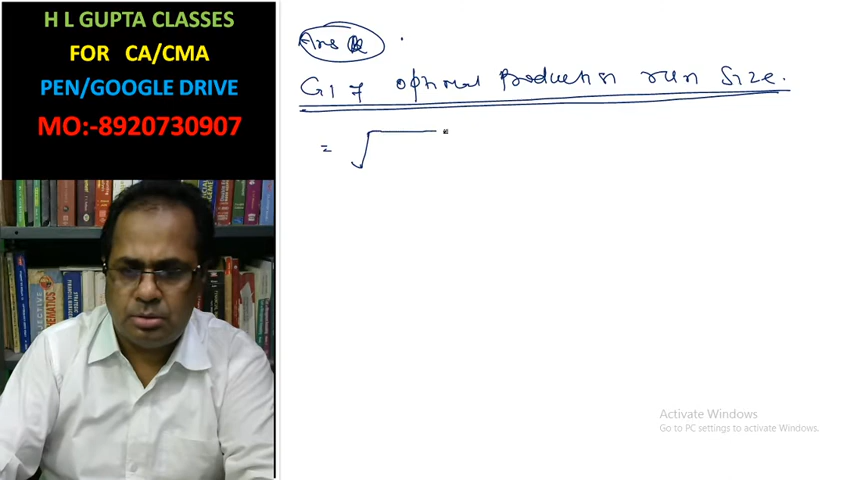 H L GUPTA CLASSES
FOR CA/CMA
PEN/GOOGLE DRIVE
MO:-8920730907
Ans
optimal Production run Size.
=
Activate Windows
Go to PC settings to activate Windows.